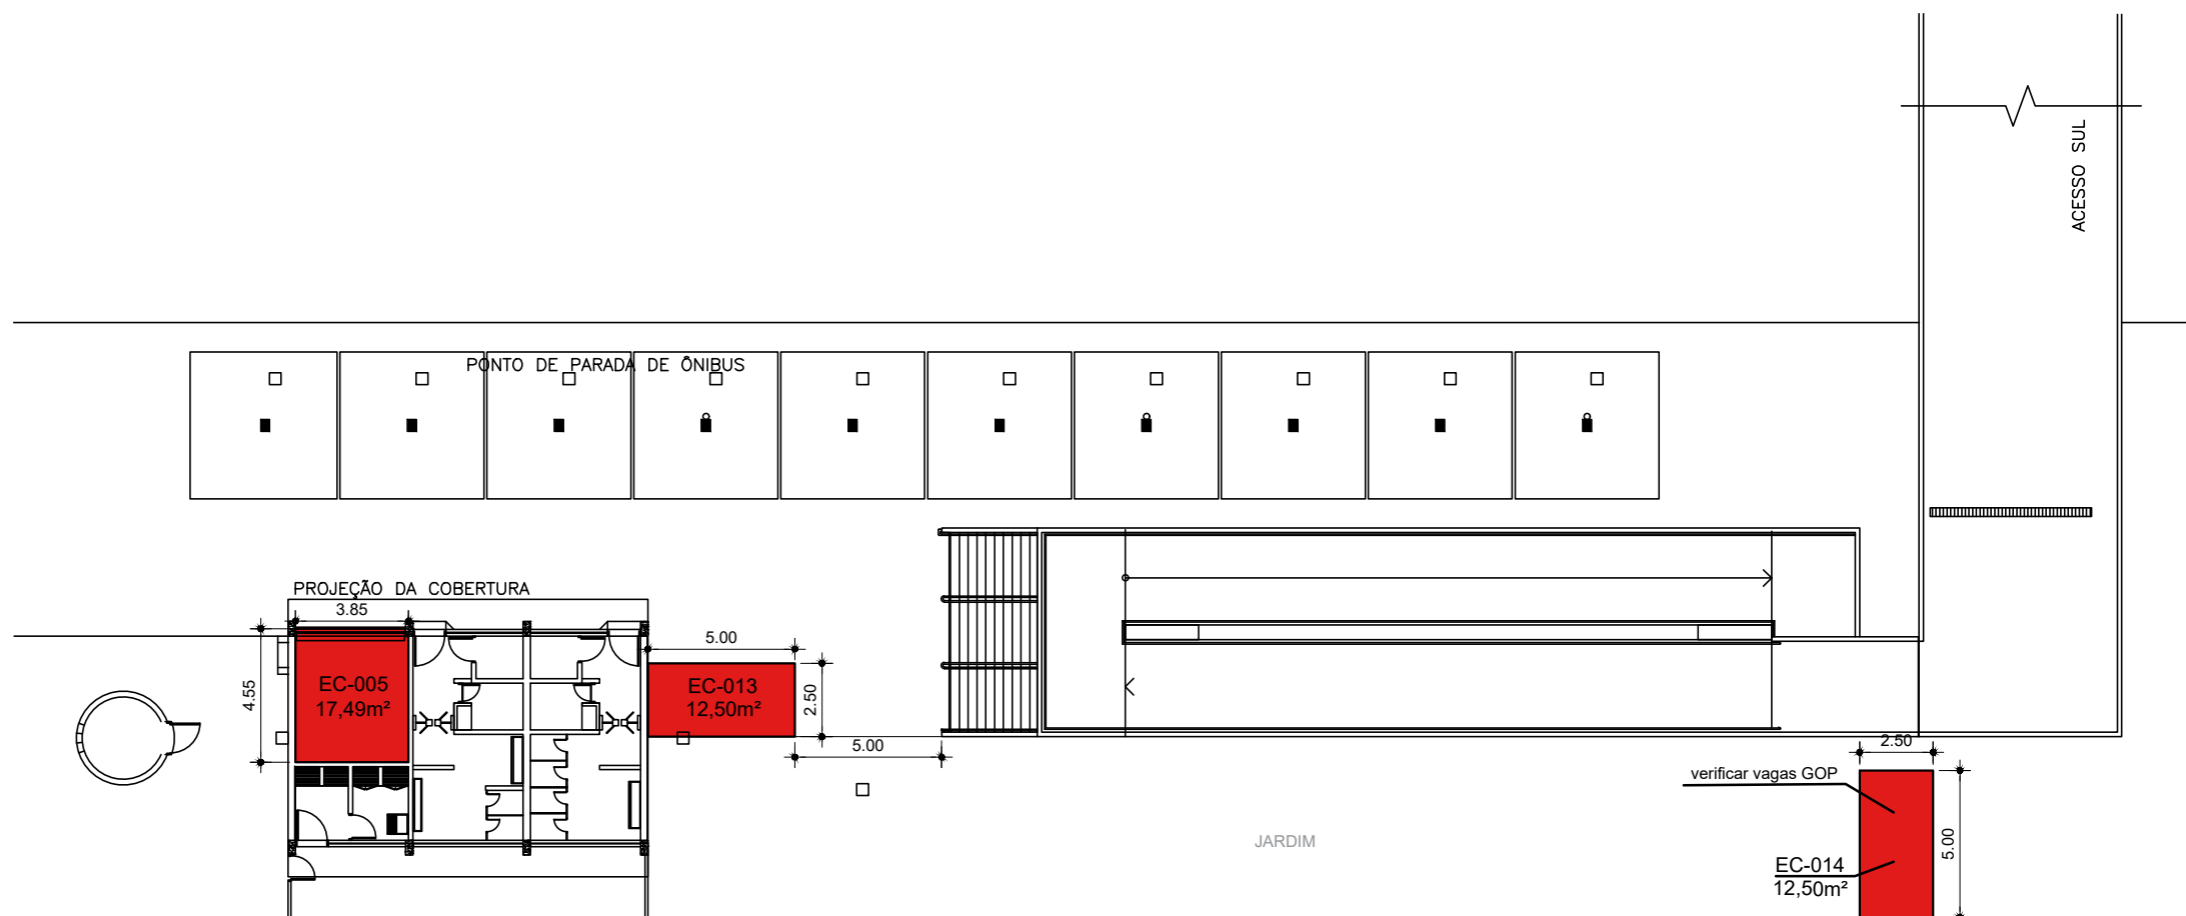 ACESSO SUL
PONTO DE PARADA DE ÔNIBUS
PROJEÇÃO DA COBERTURA
3.85
4.55
EC-005
17,49m²
5.00
EC-013
12,50m²
2.50
5.00
2.50
verificar vagas GOP
JARDIM
5.00
EC-014
12,50m²